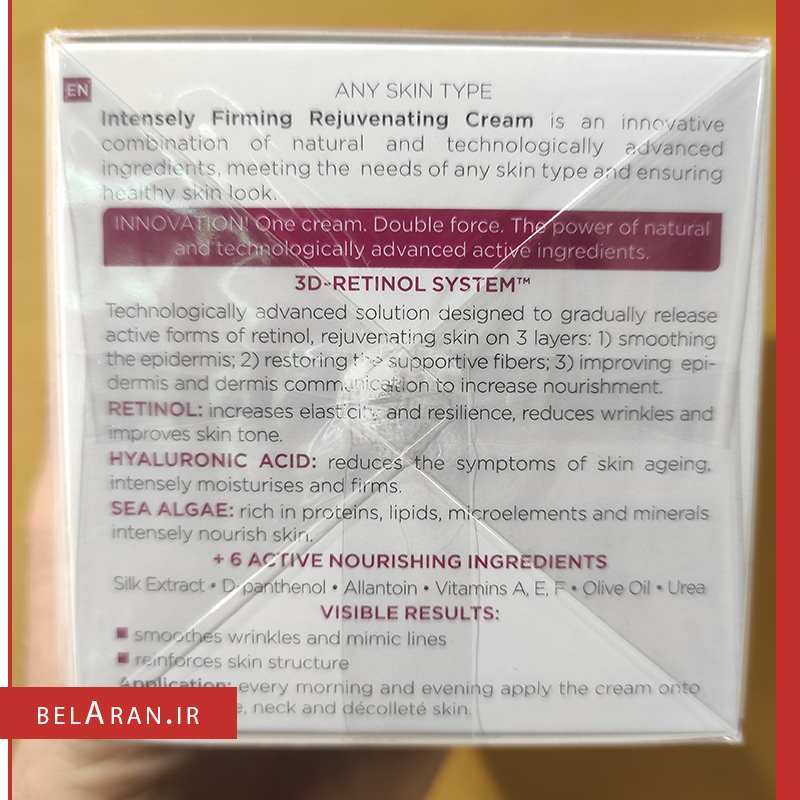 EN
ANY SKIN TYPE
Intensely Firming Rejuvenating Cream is an innovative
combination of natural and technologically advanced
ingredients, meeting the needs of any skin type and ensuring
healthy skin look.
INNOVATION! One cream. Double force. The power of natural
and technologically advanced active ingredients.
3D-RETINOL SYSTEM™
Technologically advanced solution designed to gradually release
active forms of retinol, rejuvenating skin on 3 layers: 1) smoothing
the epidermis; 2) restoring the supportive fibers; 3) improving epi-
dermis and dermis communication to increase nourishment.
RETINOL: increases elasticity and resilience, reduces wrinkles and
improves skin tone.
HYALURONIC ACID: reduces the symptoms of skin ageing,
intensely moisturises and firms.
SEA ALGAE: rich in proteins, lipids, microelements and minerals
intensely nourish skin.
+ 6 ACTIVE NOURISHING INGREDIENTS
Silk Extract • D-panthenol • Allantoin • Vitamins A, E, F • Olive Oil • Urea
VISIBLE RESULTS:
smoothes wrinkles and mimic lines
reinforces skin structure
Application: every morning and evening apply the cream onto
neck and décolleté skin.
BELARAN.IR